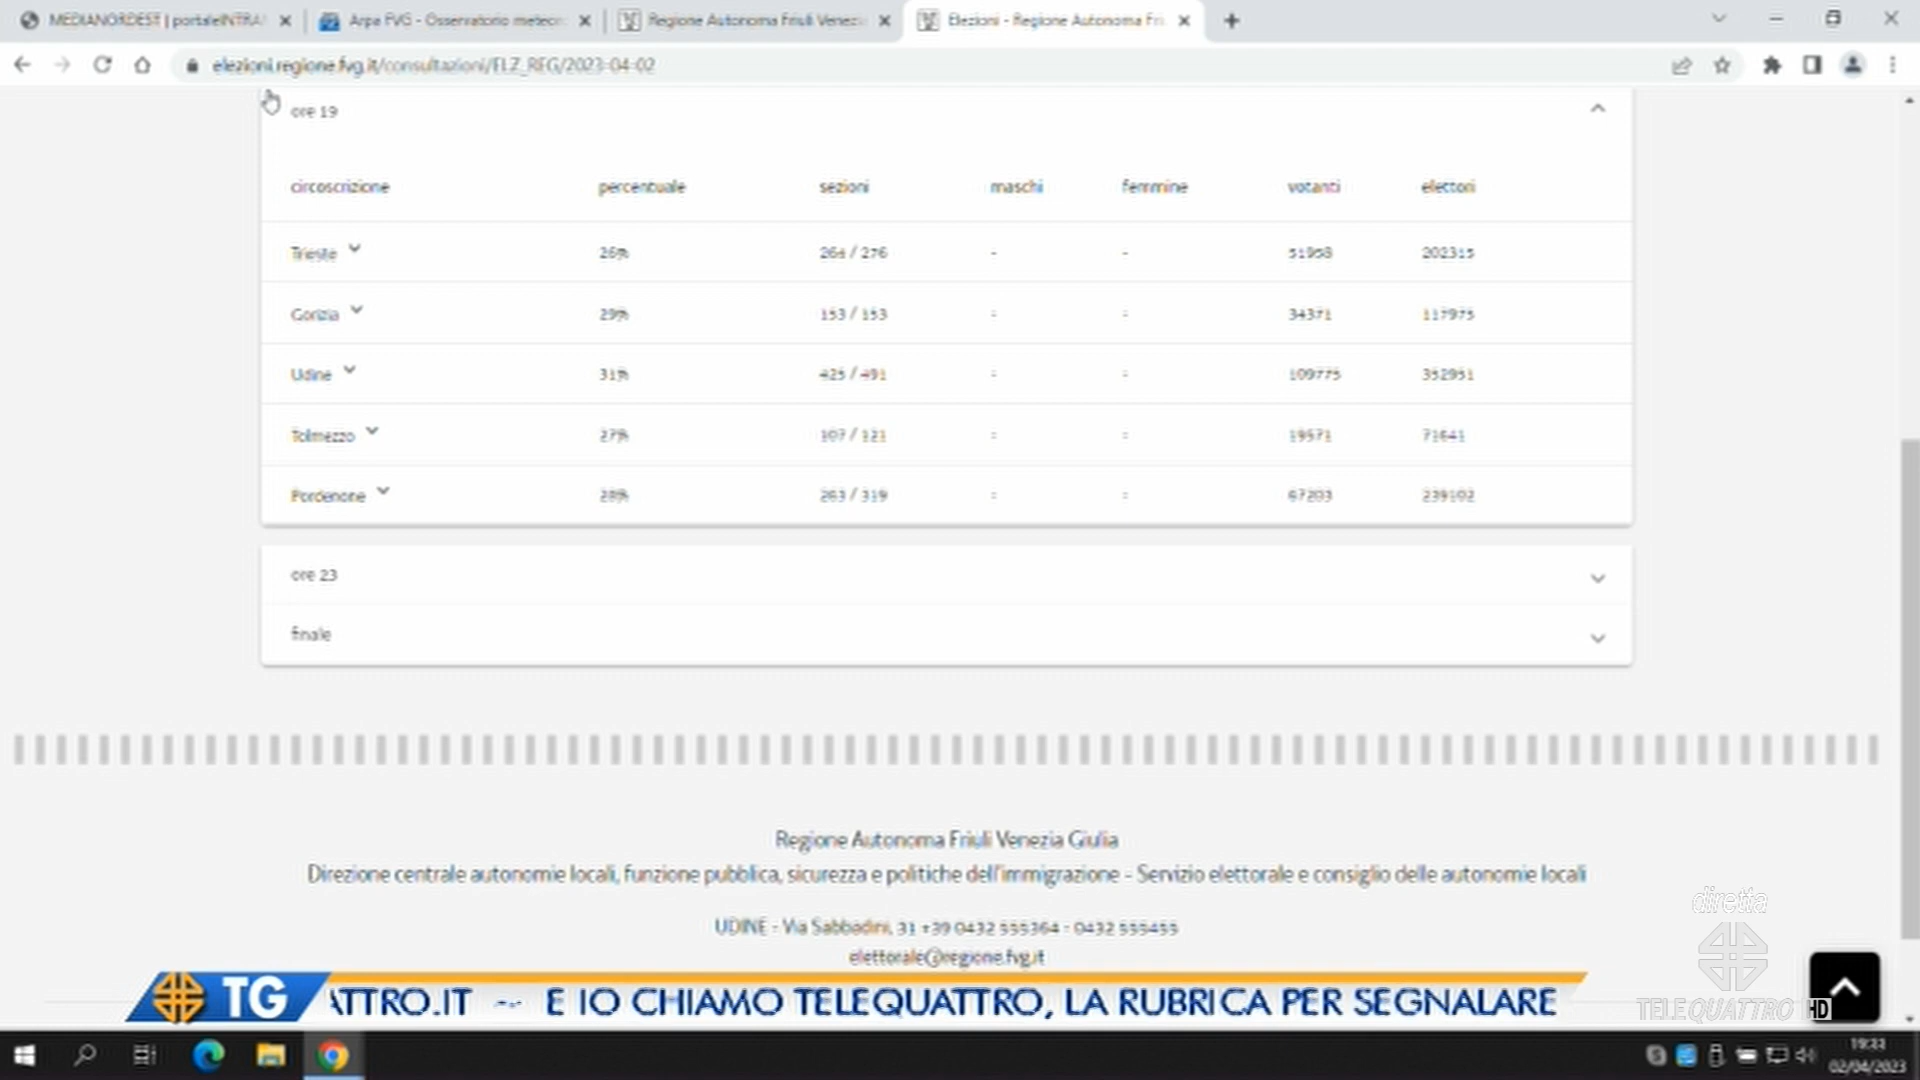 MEDIANORDEST | portaleINTRA
Arpa FVG - Osservatorio meteor
Regione Autonoma Friuli Venezi
Elezioni - Regione Autonoma Fri
elezioni.regione.fvg.it/consultazioni/ELZ_REG/2023-04-02
ore 19
circoscrizione percentuale sezioni maschi femmine votanti elettori
Trieste 26% / 276 - - 51958 202315
Gorizia 29% 153 / 153 - - 34371 117975
Udine 31% 425 / 491 - - 109775 352951
Tolmezzo 27% 107 / 121 - - 19571 71641
Pordenone 28% 263 / 319 - - 67203 239102
ore 23
finale
Regione Autonoma Friuli Venezia Giulia
Direzione centrale autonomie locali, funzione pubblica, sicurezza e politiche dell'immigrazione - Servizio elettorale e consiglio delle autonomie locali
UDINE - Via Sabbadini, 31 +39 0432 555364 - 0432 555455
elettorale@regione.fvg.it
diretta
TELEQUATTRO HD
TG ATTRO.IT -- E IO CHIAMO TELEQUATTRO, LA RUBRICA PER SEGNALARE
19:33
02/04/2023